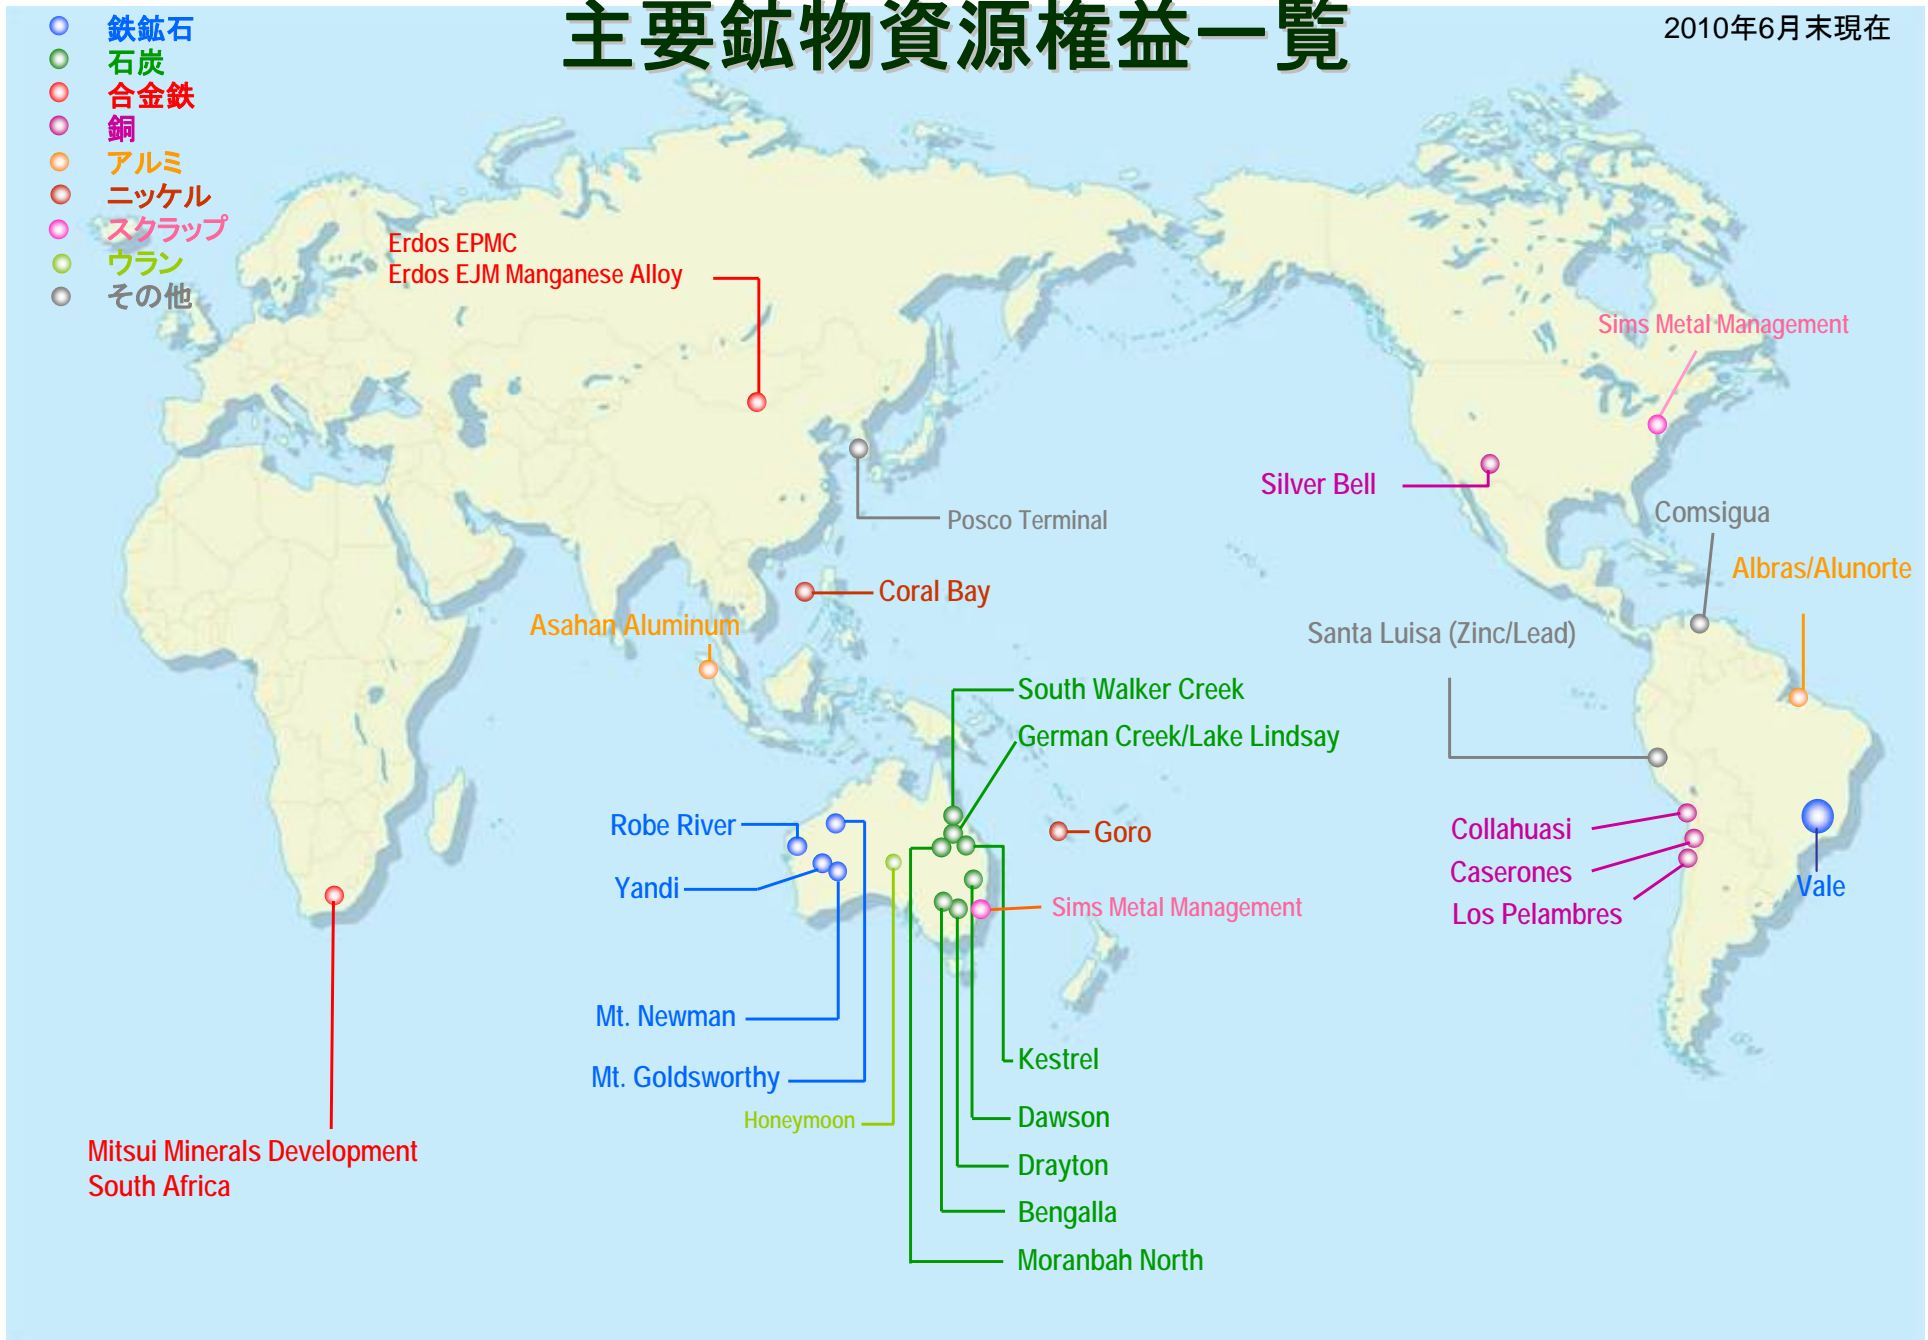 主要鉱物資源権益一覧
2010年6月末現在
鉄鉱石
石炭
合金鉄
銅
アルミ
ニッケル
スクラップ
ウラン
その他
Erdos EPMC
Erdos EJM Manganese Alloy
Sims Metal Management
Silver Bell
Comsigua
Posco Terminal
Albras/Alunorte
Coral Bay
Asahan Aluminum
Santa Luisa (Zinc/Lead)
South Walker Creek
German Creek/Lake Lindsay
Robe River
Goro
Collahuasi
Caserones
Yandi
Vale
Sims Metal Management
Los Pelambres
Mt. Newman
Kestrel
Mt. Goldsworthy
Honeymoon
Dawson
Mitsui Minerals Development
South Africa
Drayton
Bengalla
Moranbah North